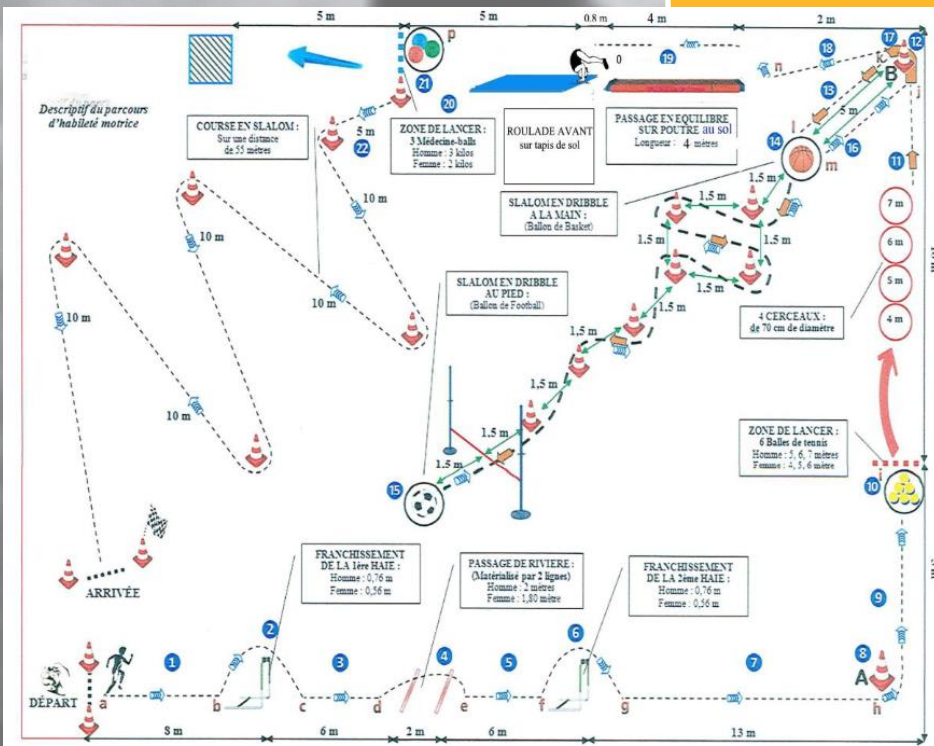 5 m
5 m
0.8 m
4 m
2 m
Descriptif du parcours
d'habileté motrice
COURSE EN SLALOM :
Sur une distance
de 55 mètres
p
21
20
5 m
22
ZONE DE LANCER :
3 Médecine-balls
Homme : 3 kilos
Femme : 2 kilos
ROULADE AVANT
sur tapis de sol
0
19
PASSAGE EN EQUILIBRE
SUR POUTRE au sol
Longueur : 4 mètres
n
18
17
12
k
B
j
13
5 m
16
14
l
m
11
SLALOM EN DRIBBLE
A LA MAIN :
(Ballon de Basket)
1.5 m
1.5 m
1.5 m
1.5 m
1.5 m
7 m
6 m
5 m
4 m
4 CERCEAUX :
de 70 cm de diamètre
10 m
10 m
10 m
10 m
10 m
SLALOM EN DRIBBLE
AU PIED :
(Ballon de Football)
1.5 m
1.5 m
1,5 m
1,5 m
1.5 m
1.5 m
15
ZONE DE LANCER :
6 Balles de tennis
Homme : 5, 6, 7 mètres
Femme : 4, 5, 6 mètre
i
10
ARRIVÉE
FRANCHISSEMENT
DE LA 1ère HAIE :
Homme : 0,76 m
Femme : 0,56 m
PASSAGE DE RIVIERE :
(Matérialisé par 2 lignes)
Homme : 2 mètres
Femme : 1,80 mètre
FRANCHISSEMENT
DE LA 2ème HAIE :
Homme : 0,76 m
Femme : 0,56 m
9
DÉPART
a
1
b
2
c
3
d
4
e
5
f
6
g
7
8
A
h
8 m
6 m
2 m
6 m
13 m